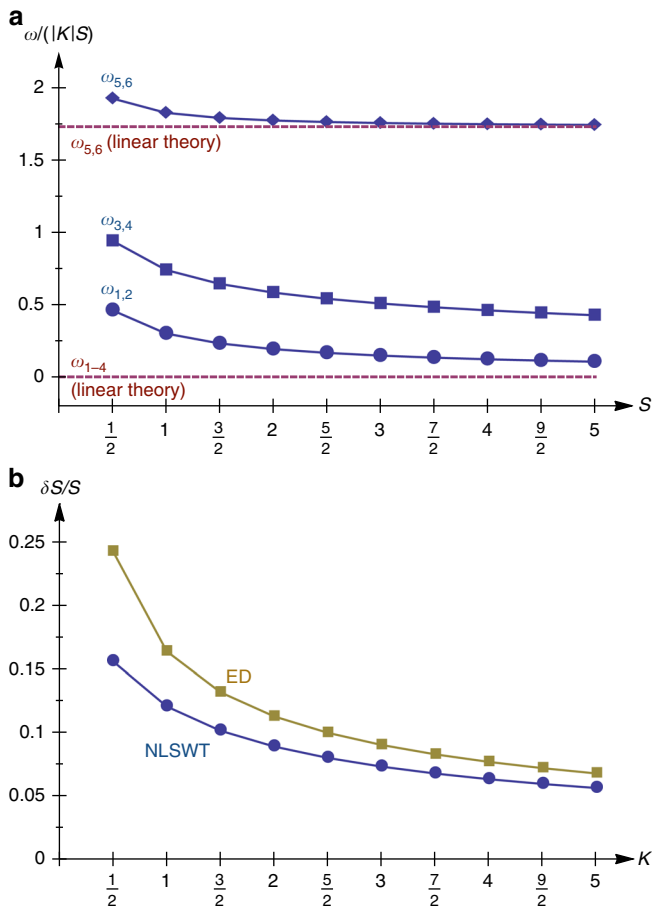 a
ω/(|K|S)
2
ω5,6
1.5
ω5,6 (linear theory)
1
ω3,4
0.5
ω1,2
ω1–4
0
(linear theory)
S
1/2 1 3/2 2 5/2 3 7/2 4 9/2 5
b
δS/S
0.25
0.2
0.15
ED
0.1
NLSWT
0.05
0
K
1/2 1 3/2 2 5/2 3 7/2 4 9/2 5